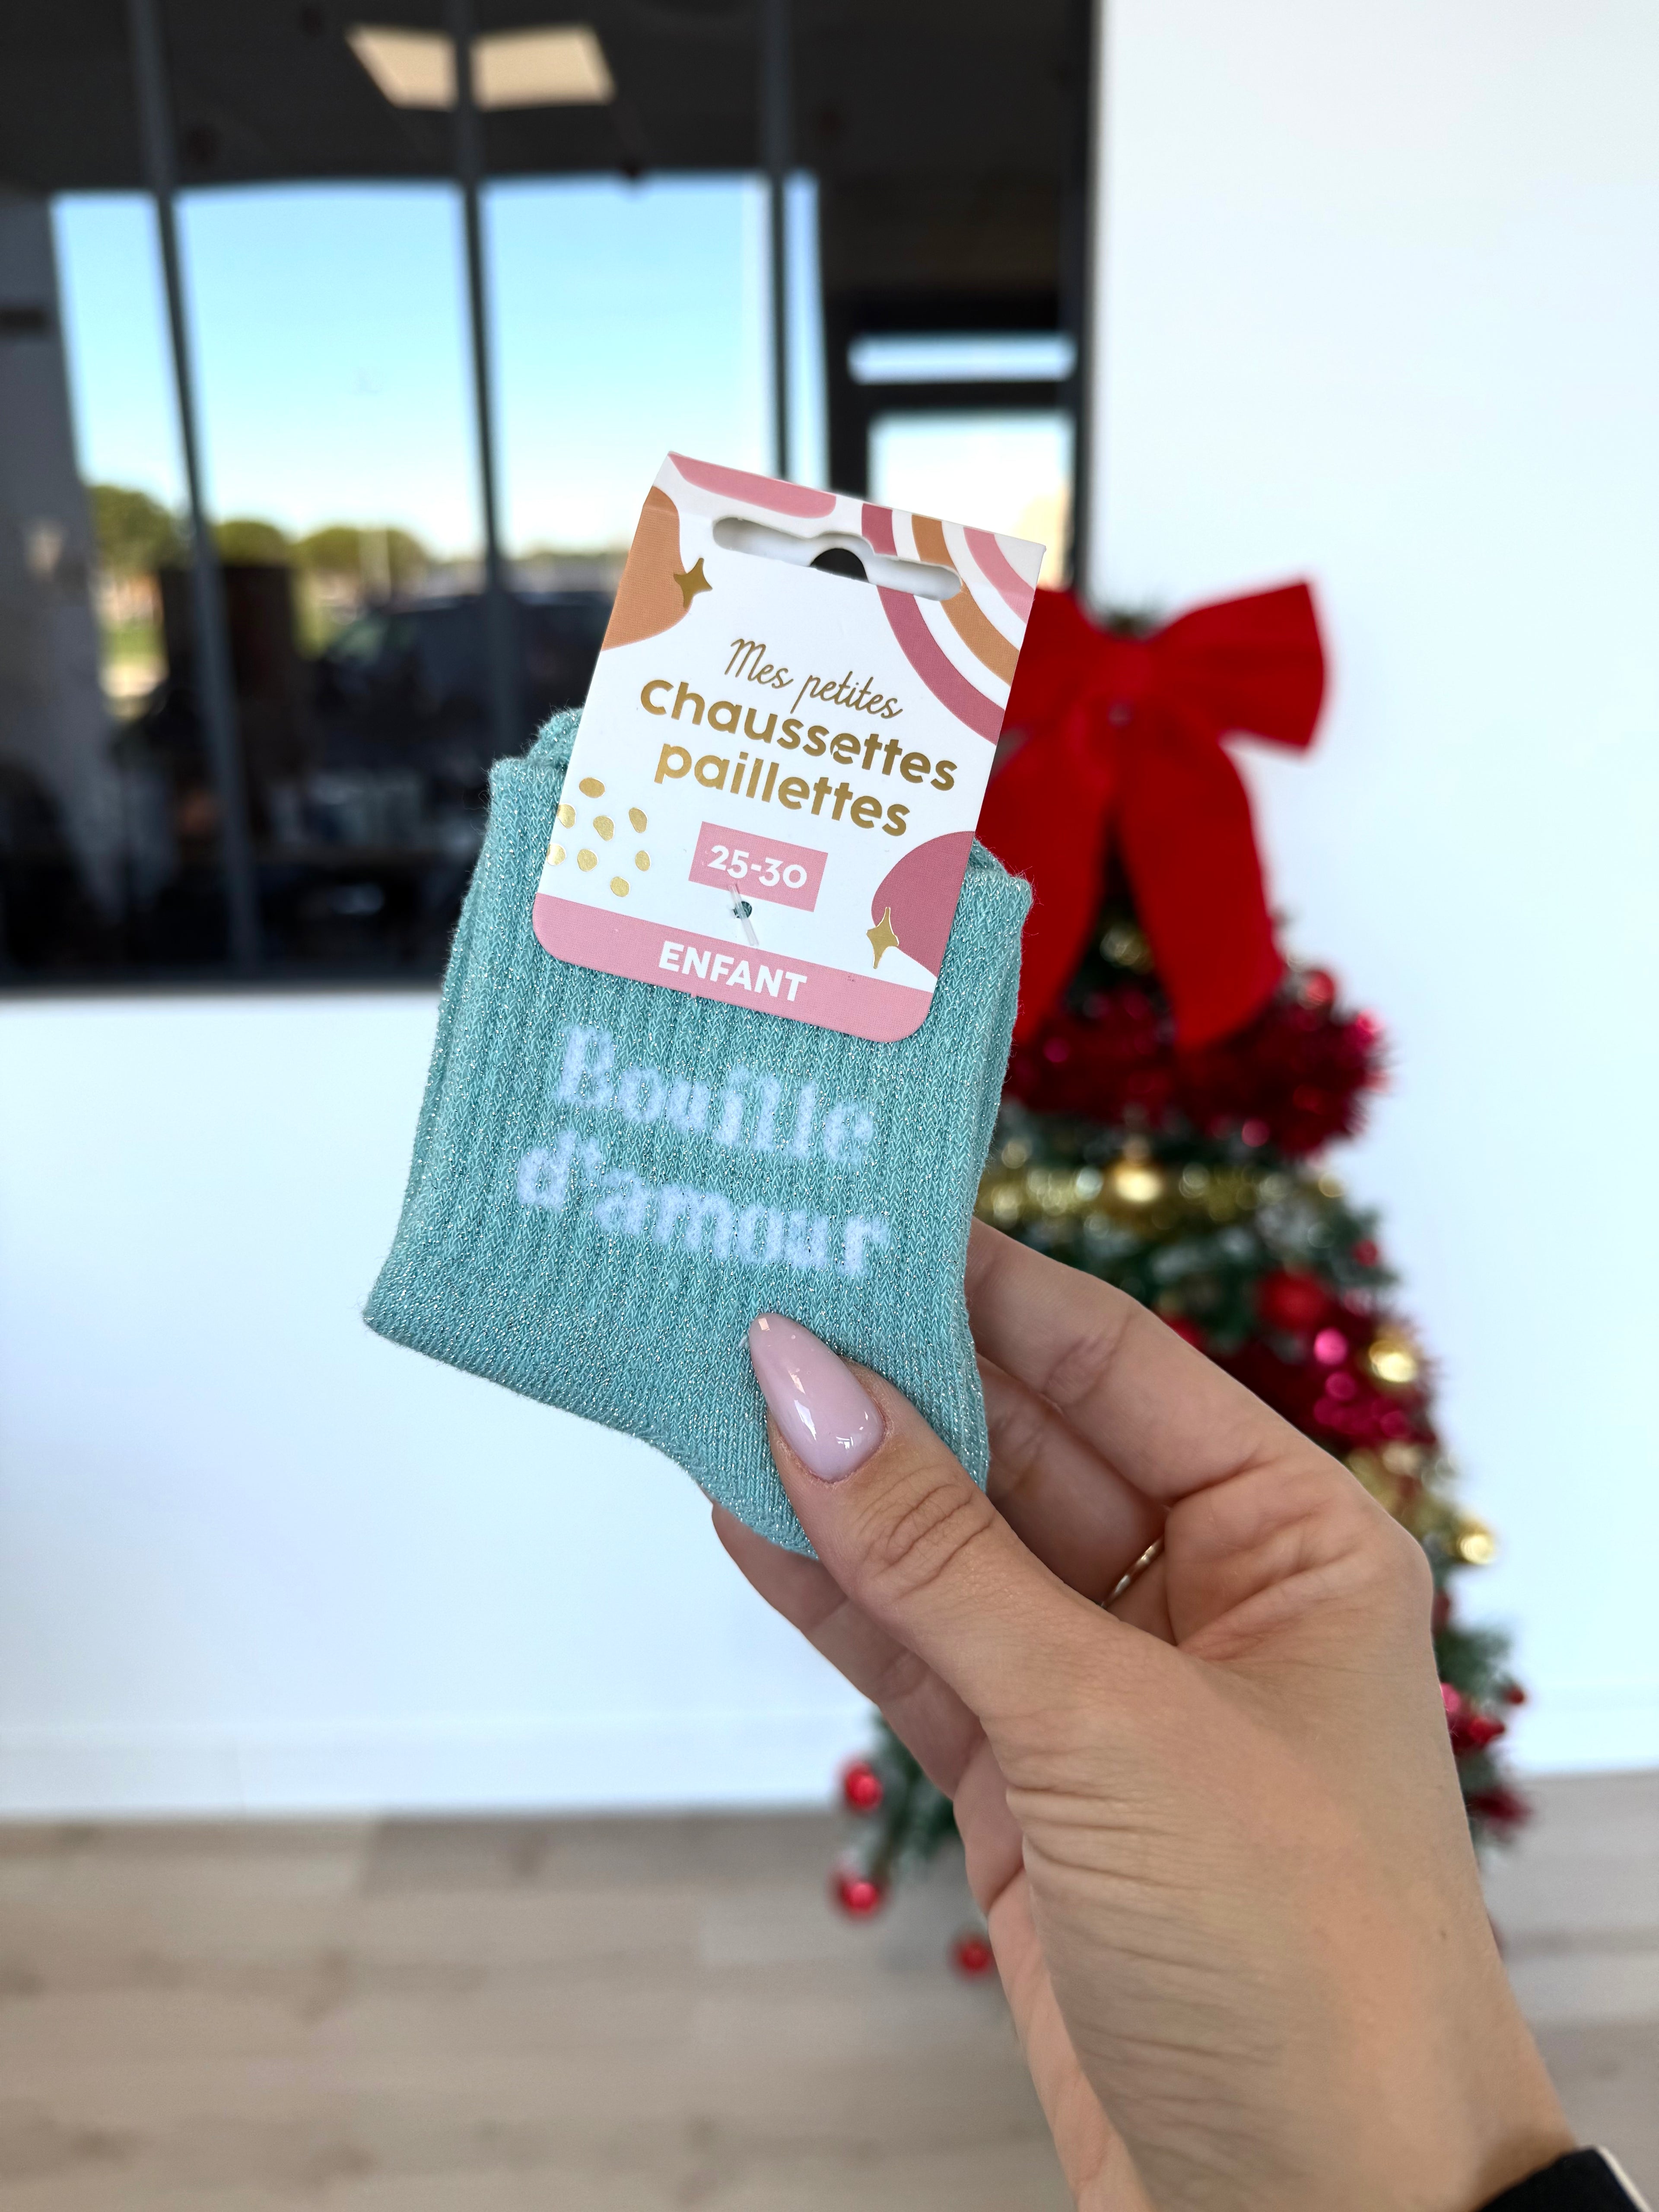 Mes petites
chaussettes
paillettes
25-30
ENFANT
Bouille
d'amour